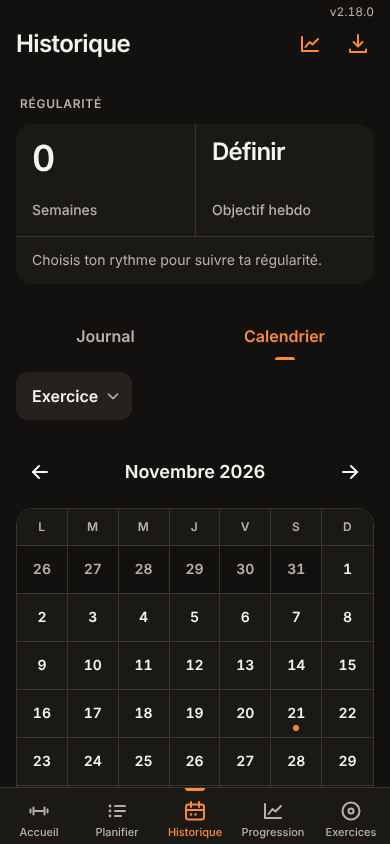 v2.18.0
Historique
RÉGULARITÉ
0
Semaines
Définir
Objectif hebdo
Choisis ton rythme pour suivre ta régularité.
Journal Calendrier
Exercice
Novembre 2026
L M M J V S D
26 27 28 29 30 31 1
2 3 4 5 6 7 8
9 10 11 12 13 14 15
16 17 18 19 20 21 22
23 24 25 26 27 28 29
Accueil Planifier Historique Progression Exercices